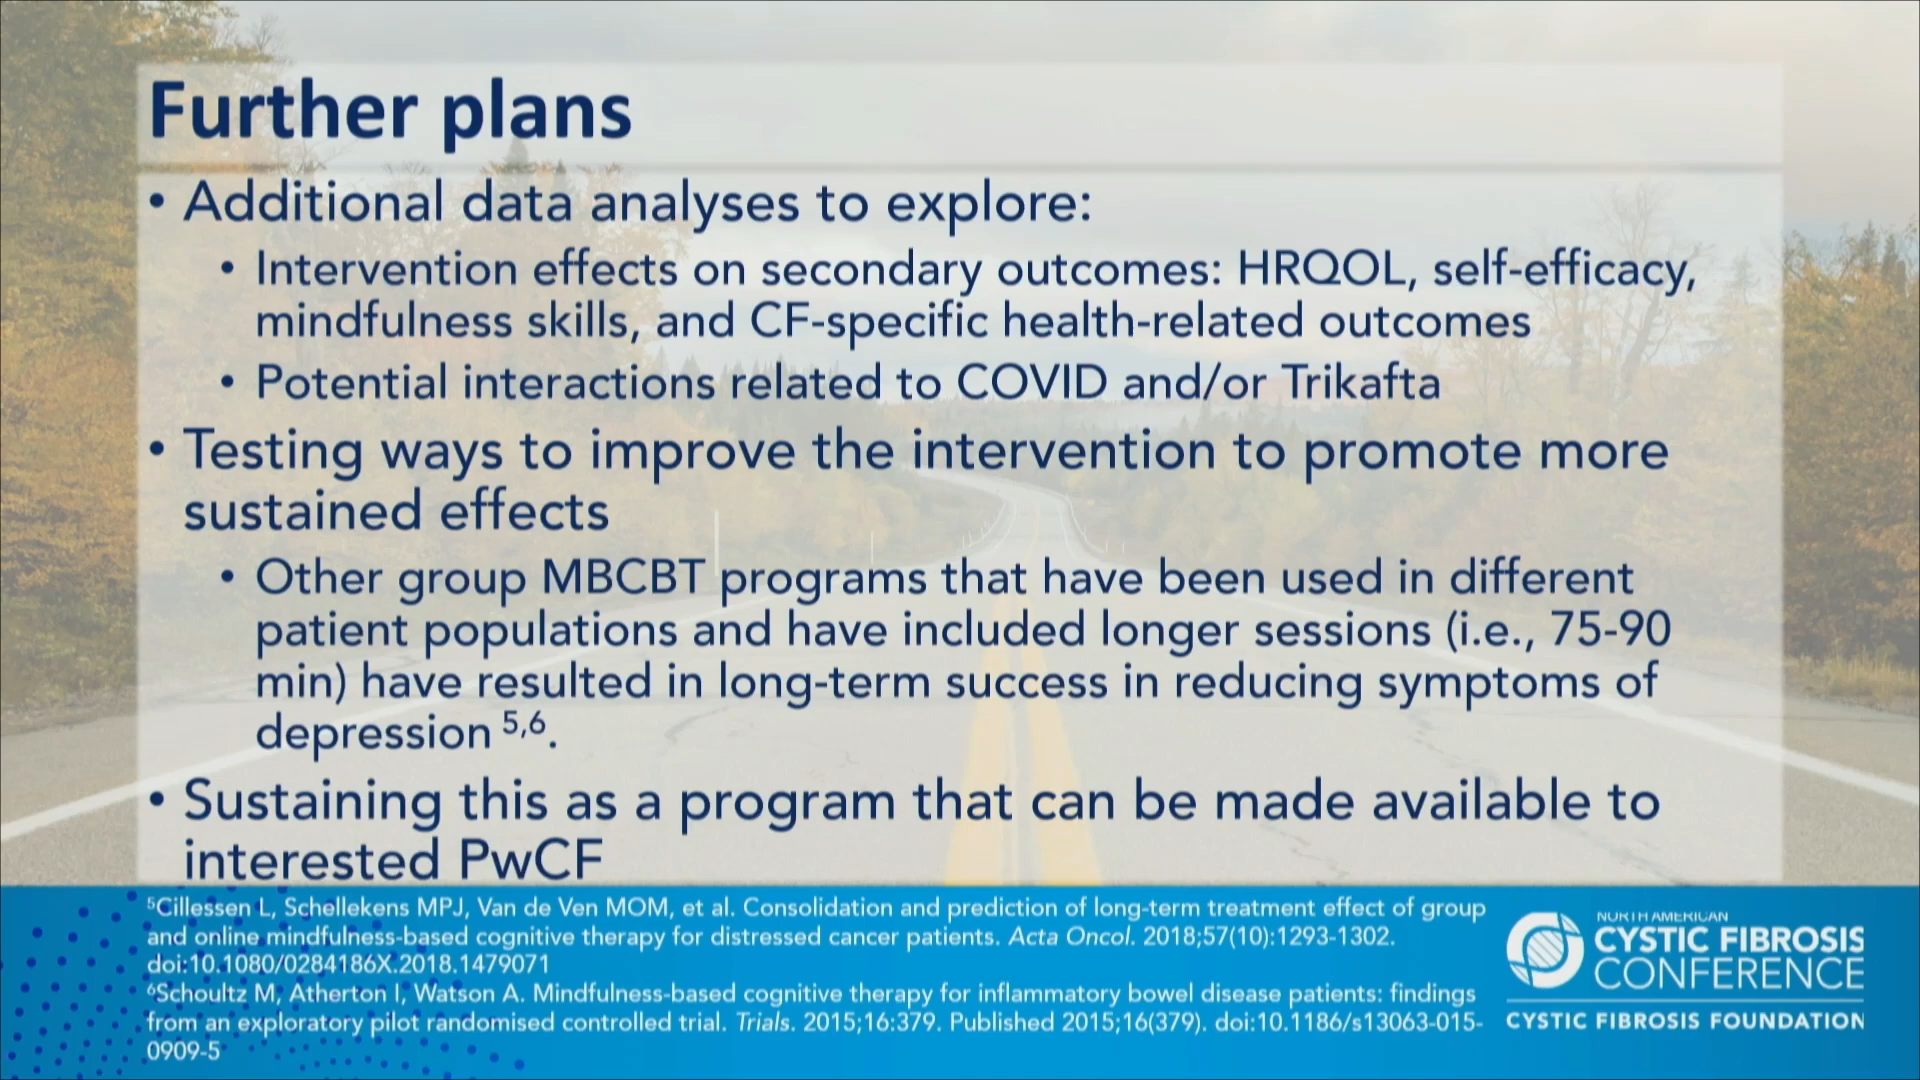 Further plans
• Additional data analyses to explore:
• Intervention effects on secondary outcomes: HRQOL, self-efficacy,
mindfulness skills, and CF-specific health-related outcomes
• Potential interactions related to COVID and/or Trikafta
• Testing ways to improve the intervention to promote more
sustained effects
• Other group MBCBT programs that have been used in different
patient populations and have included longer sessions (i.e., 75-90
min) have resulted in long-term success in reducing symptoms of
depression 5,6.
• Sustaining this as a program that can be made available to
interested PwCF
5Cillessen L, Schellekens MPJ, Van de Ven MOM, et al. Consolidation and prediction of long-term treatment effect of group
and online mindfulness-based cognitive therapy for distressed cancer patients. Acta Oncol. 2018;57(10):1293-1302.
doi:10.1080/0284186X.2018.1479071
6Schoultz M, Atherton I, Watson A. Mindfulness-based cognitive therapy for inflammatory bowel disease patients: findings
from an exploratory pilot randomised controlled trial. Trials. 2015;16:379. Published 2015;16(379). doi:10.1186/s13063-015-
0909-5
NORTH AMERICAN
CYSTIC FIBROSIS
CONFERENCE
CYSTIC FIBROSIS FOUNDATION